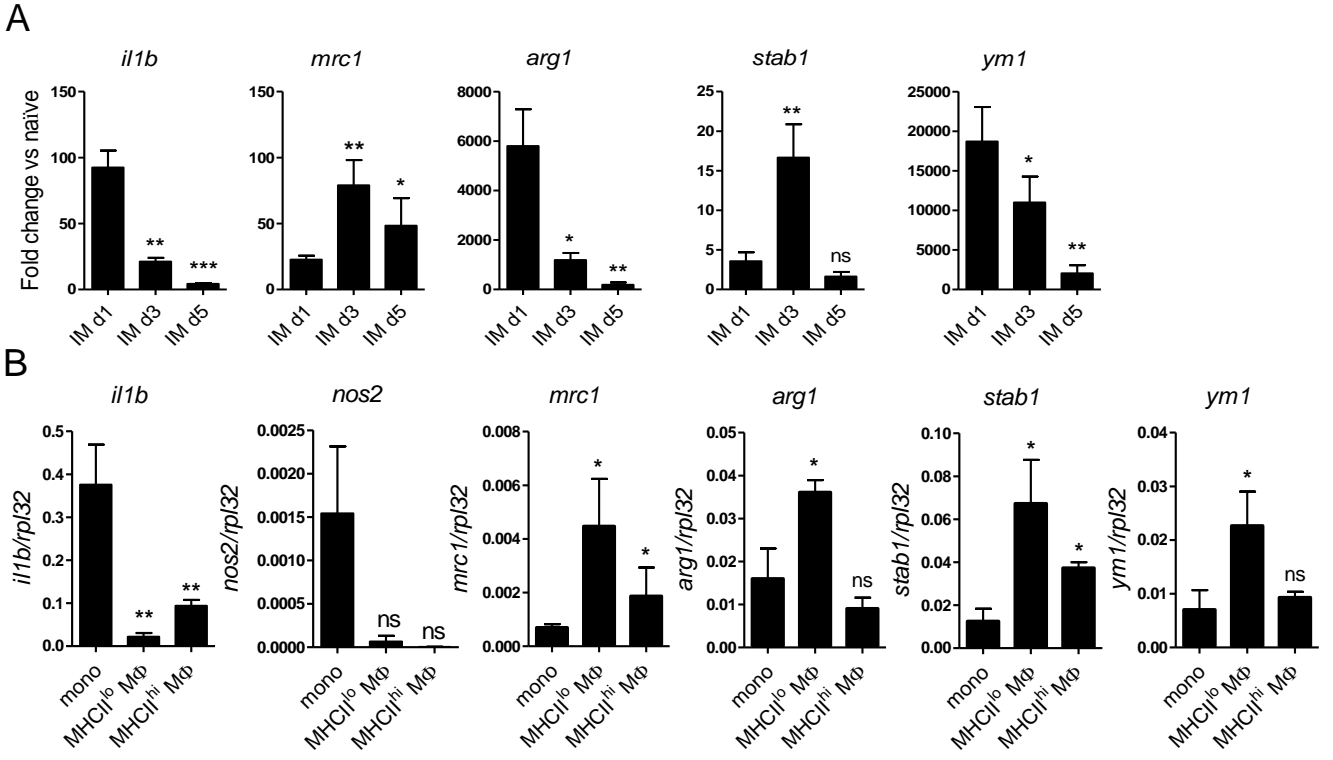 A
il1b
mrc1
arg1
stab1
ym1
Fold change vs naïve
150
100
50
0
**
***
IM d1
IM d3
IM d5
150
100
50
0
**
*
IM d1
IM d3
IM d5
8000
6000
4000
2000
0
*
**
IM d1
IM d3
IM d5
25
20
15
10
5
0
**
ns
IM d1
IM d3
IM d5
25000
20000
15000
10000
5000
0
*
**
IM d1
IM d3
IM d5
B
il1b
nos2
mrc1
arg1
stab1
ym1
il1b/rpl32
0.5
0.4
0.3
0.2
0.1
0.0
**
**
mono
MHCIIlo MΦ
MHCIIhi MΦ
nos2/rpl32
0.0025
0.0020
0.0015
0.0010
0.0005
0.0000
ns
ns
mono
MHCIIlo MΦ
MHCIIhi MΦ
mrc1/rpl32
0.008
0.006
0.004
0.002
0.000
*
*
mono
MHCIIlo MΦ
MHCIIhi MΦ
arg1/rpl32
0.05
0.04
0.03
0.02
0.01
0.00
*
ns
mono
MHCIIlo MΦ
MHCIIhi MΦ
stab1/rpl32
0.10
0.08
0.06
0.04
0.02
0.00
*
*
mono
MHCIIlo MΦ
MHCIIhi MΦ
ym1/rpl32
0.04
0.03
0.02
0.01
0.00
*
ns
mono
MHCIIlo MΦ
MHCIIhi MΦ